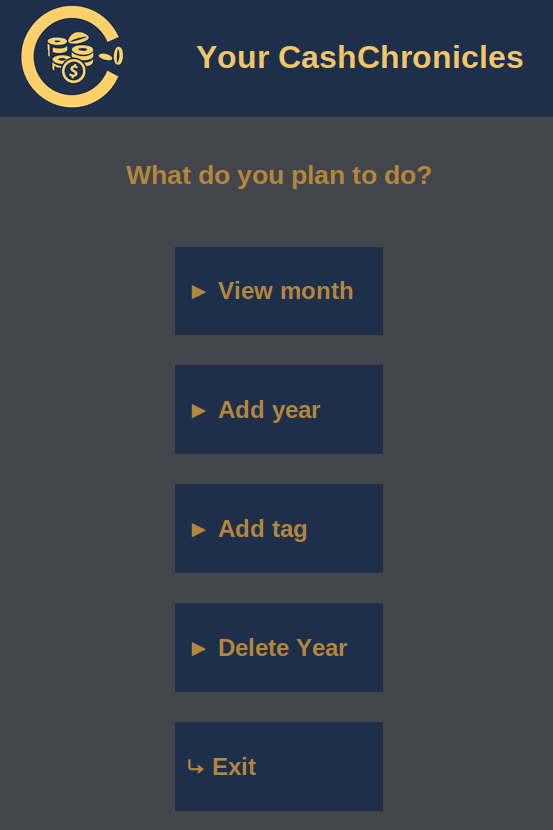 $
Your CashChronicles
What do you plan to do?
► View month
► Add year
► Add tag
► Delete Year
↳ Exit